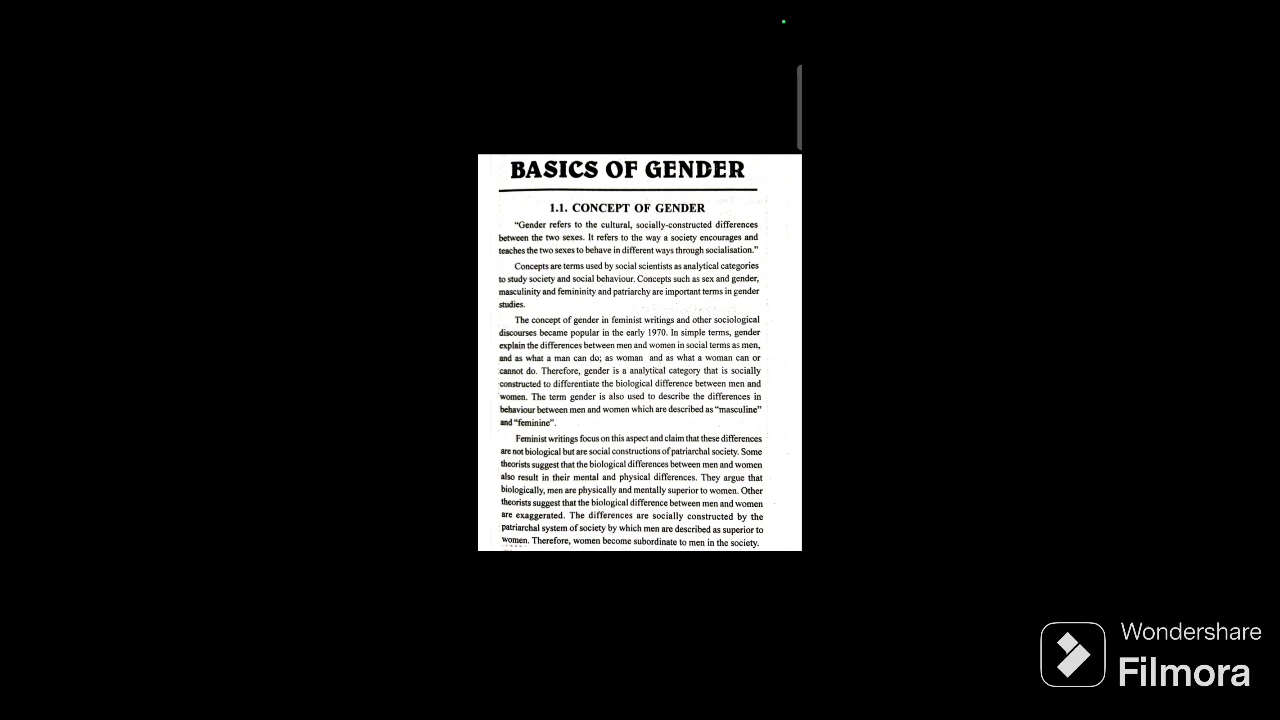 BASICS OF GENDER
1.1. CONCEPT OF GENDER
"Gender refers to the cultural, socially-constructed differences
between the two sexes. It refers to the way a society encourages and
teaches the two sexes to behave in different ways through socialisation."
Concepts are terms used by social scientists as analytical categories
to study society and social behaviour. Concepts such as sex and gender,
masculinity and femininity and patriarchy are important terms in gender
studies.
The concept of gender in feminist writings and other sociological
discourses became popular in the early 1970. In simple terms, gender
explain the differences between men and women in social terms as men,
and as what a man can do; as woman and as what a woman can or
cannot do. Therefore, gender is a analytical category that is socially
constructed to differentiate the biological difference between men and
women. The term gender is also used to describe the differences in
behaviour between men and women which are described as "masculine"
and "feminine".
Feminist writings focus on this aspect and claim that these differences
are not biological but are social constructions of patriarchal society. Some
theorists suggest that the biological differences between men and women
also result in their mental and physical differences. They argue that
biologically, men are physically and mentally superior to women. Other
theorists suggest that the biological difference between men and women
are exaggerated. The differences are socially constructed by the
patriarchal system of society by which men are described as superior to
women. Therefore, women become subordinate to men in the society.
Wondershare
Filmora